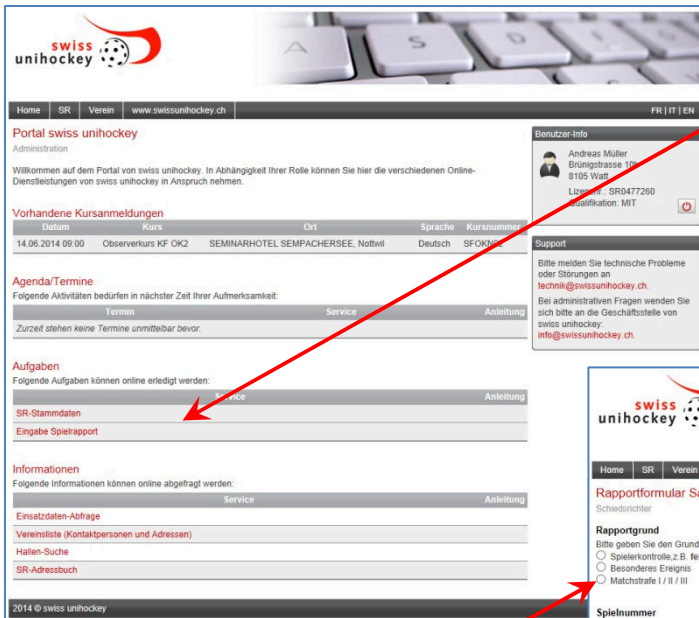 swiss
unihockey
A S D
Home SR Verein www.swissunihockey.ch FR | IT | EN
Portal swiss unihockey
Administration
Willkommen auf dem Portal von swiss unihockey. In Abhängigkeit Ihrer Rolle können Sie hier die verschiedenen Online-
Dienstleistungen von swiss unihockey in Anspruch nehmen.
Vorhandene Kursanmeldungen
Datum Kurs Ort Sprache Kursnummer
14.06.2014 09:00 Observerkurs KF OK2 SEMINARHOTEL SEMPACHERSEE, Nottwil Deutsch
Agenda/Termine
Folgende Aktivitäten bedürfen in nächster Zeit Ihrer Aufmerksamkeit:
Termin Service Anleitung
Zurzeit stehen keine Termine unmittelbar bevor.
Aufgaben
Folgende Aufgaben können online erledigt werden:
Service Anleitung
SR-Stammdaten
Eingabe Spielrapport
Informationen
Folgende Informationen können online abgefragt werden:
Service Anleitung
Einsatzdaten-Abfrage
Vereinsliste (Kontaktpersonen und Adressen)
Hallen-Suche
SR-Adressbuch
2014 © swiss unihockey
Benutzer-Info
Andreas Müller
Brünigstrasse
8105 Watt
Lizenznr.: SR0477260
Qualifikation: MIT
Support
Bitte melden Sie technische Probleme
oder Störungen an
technik@swissunihockey.ch.
Bei administrativen Fragen wenden Sie
sich bitte an die Geschäftsstelle von
swiss unihockey:
info@swissunihockey.ch.
swiss
unihockey
Home SR Verein
Rapportformular Sa
Schiedsrichter
Rapportgrund
Bitte geben Sie den Grund
Spielerkontrolle,z.B. fe
Besonderes Ereignis
Matchstrafe I / II / III
Spielnummer